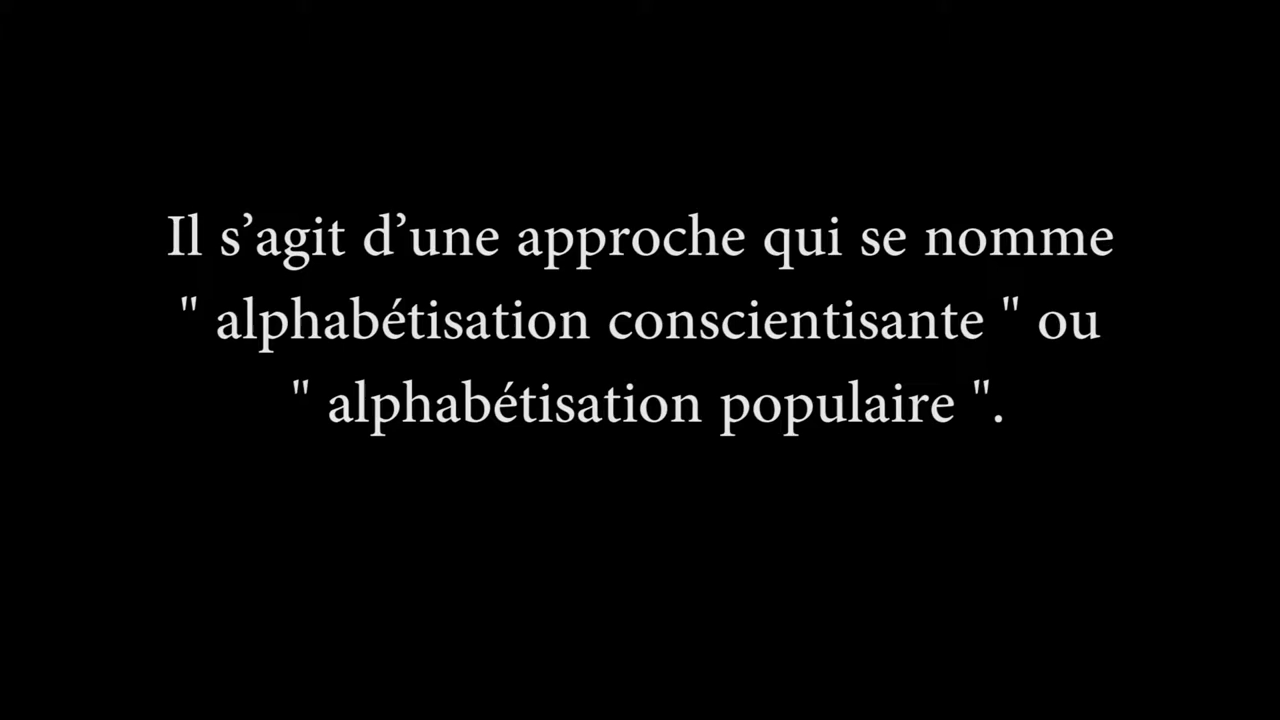 Il s’agit d’une approche qui se nomme
" alphabétisation conscientisante " ou
" alphabétisation populaire ".